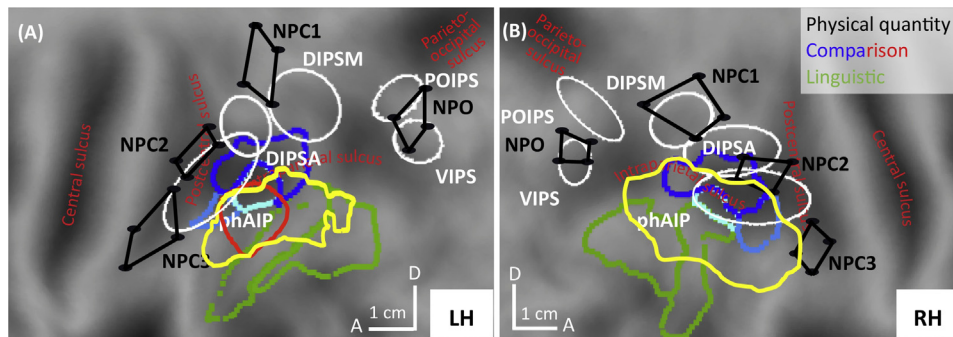 (A)
NPC1
DIPSM
Parieto-
occipital
sulcus
POIPS
NPO
Central sulcus
Postcentral sulcus
NPC2
DIPSA
VIPS
phAIP
NPC3
D
A
1 cm
LH
(B)
Parieto-
occipital
sulcus
DIPSM
NPC1
Physical quantity
Comparison
Linguistic
POIPS
NPO
DIPSA
NPC2
VIPS
Central sulcus
phAIP
NPC3
D
A
1 cm
RH